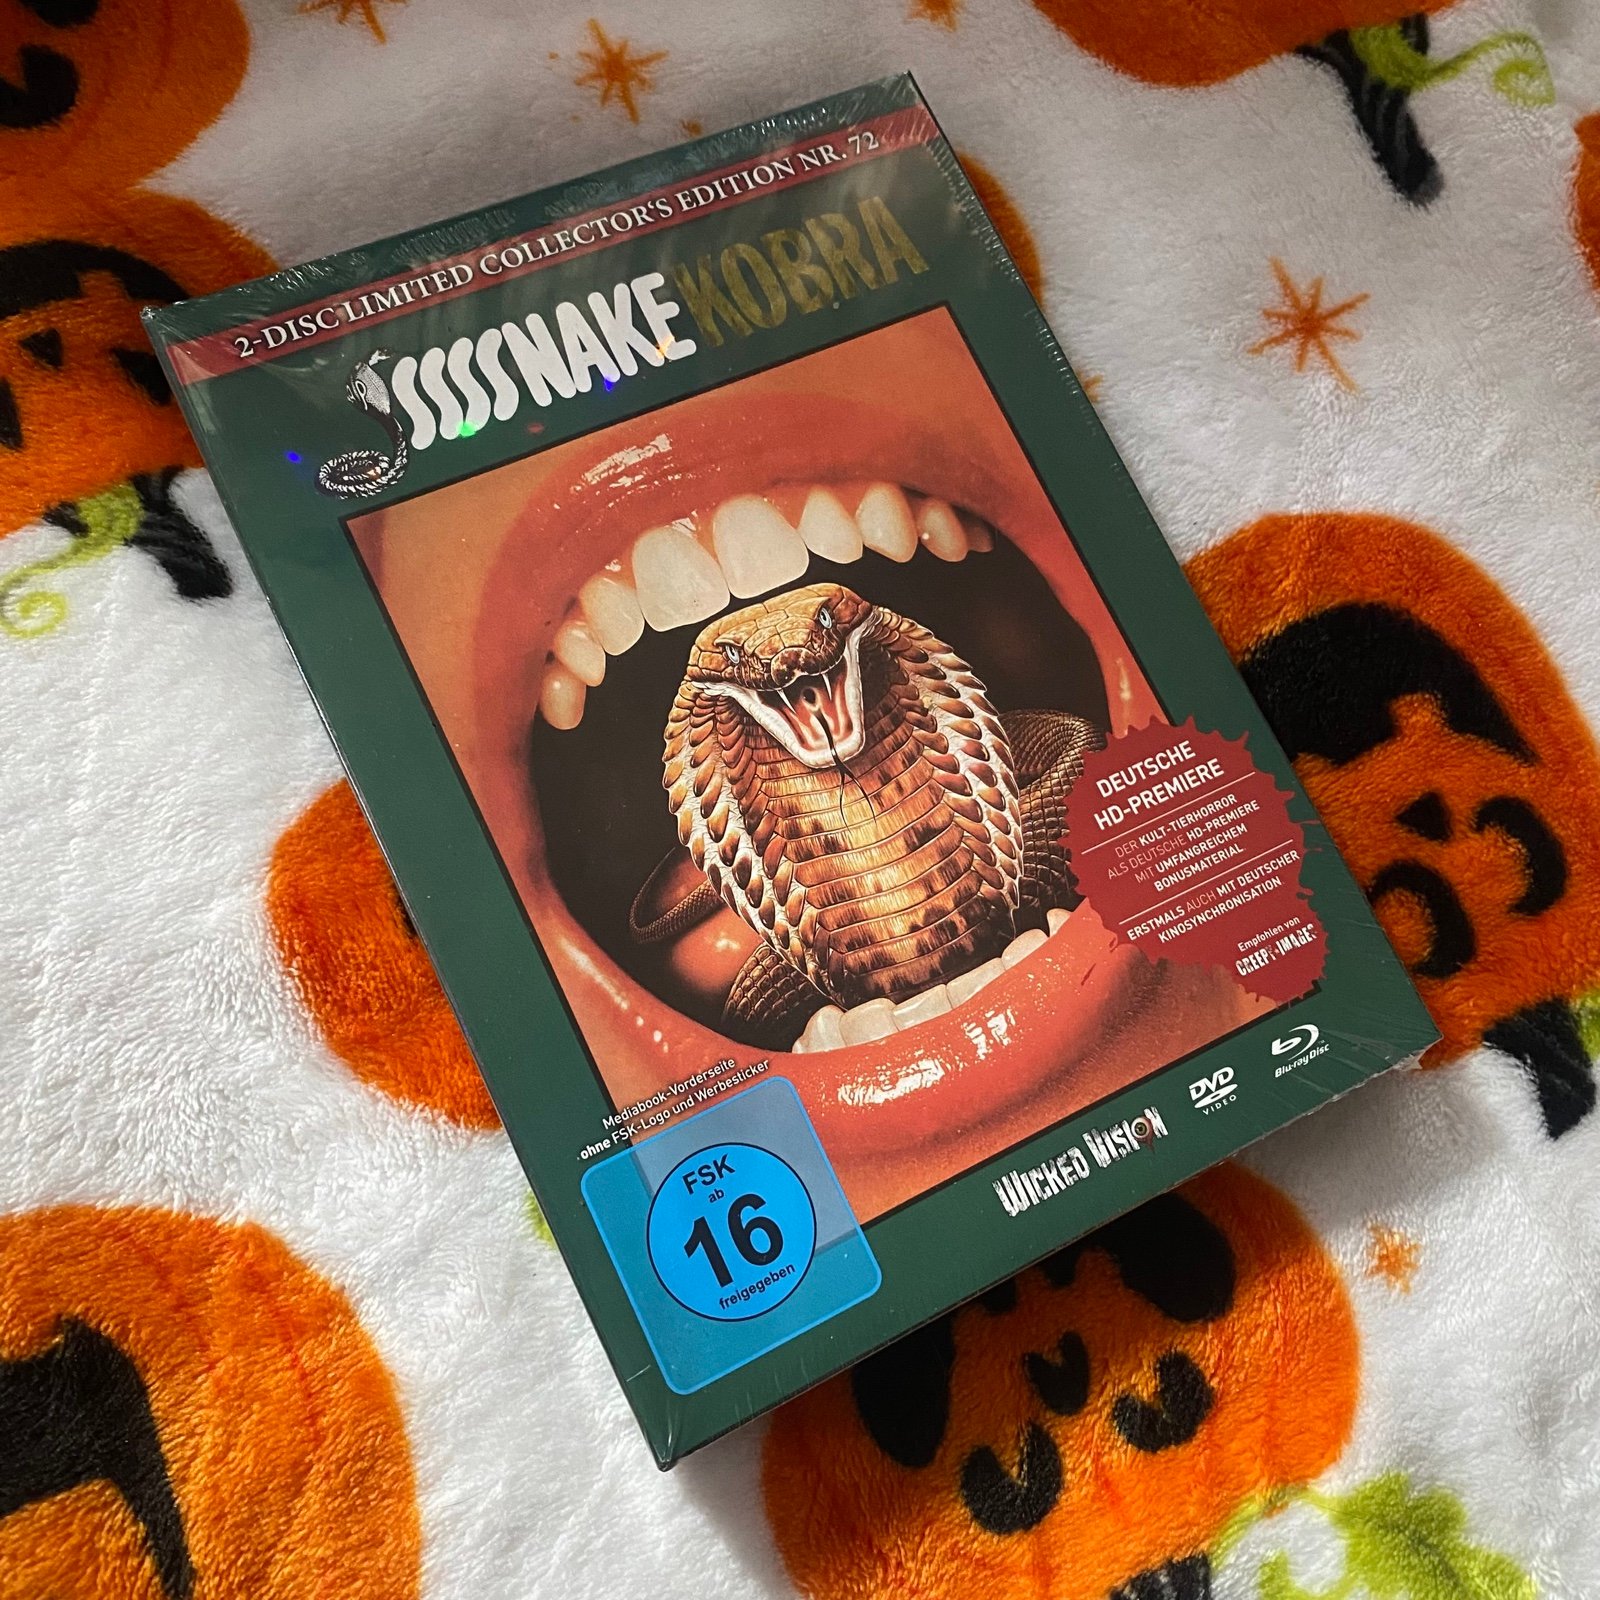 2-DISC LIMITED COLLECTOR'S EDITION NR. 72
SSSSSNAKE KOBRA
DEUTSCHE
HD-PREMIERE
DER KULT-TIERHORROR
ALS DEUTSCHE HD-PREMIERE
MIT UMFANGREICHEM
BONUSMATERIAL
ERSTMALS AUCH MIT DEUTSCHER
KINOSYNCHRONISATION
Empfohlen von
CREEPY-IMAGES
Mediabook-Vorderseite
ohne FSK-Logo und Werbesticker
FSK
ab
16
freigegeben
WICKED VISION
DVD
VIDEO
Blu-ray Disc